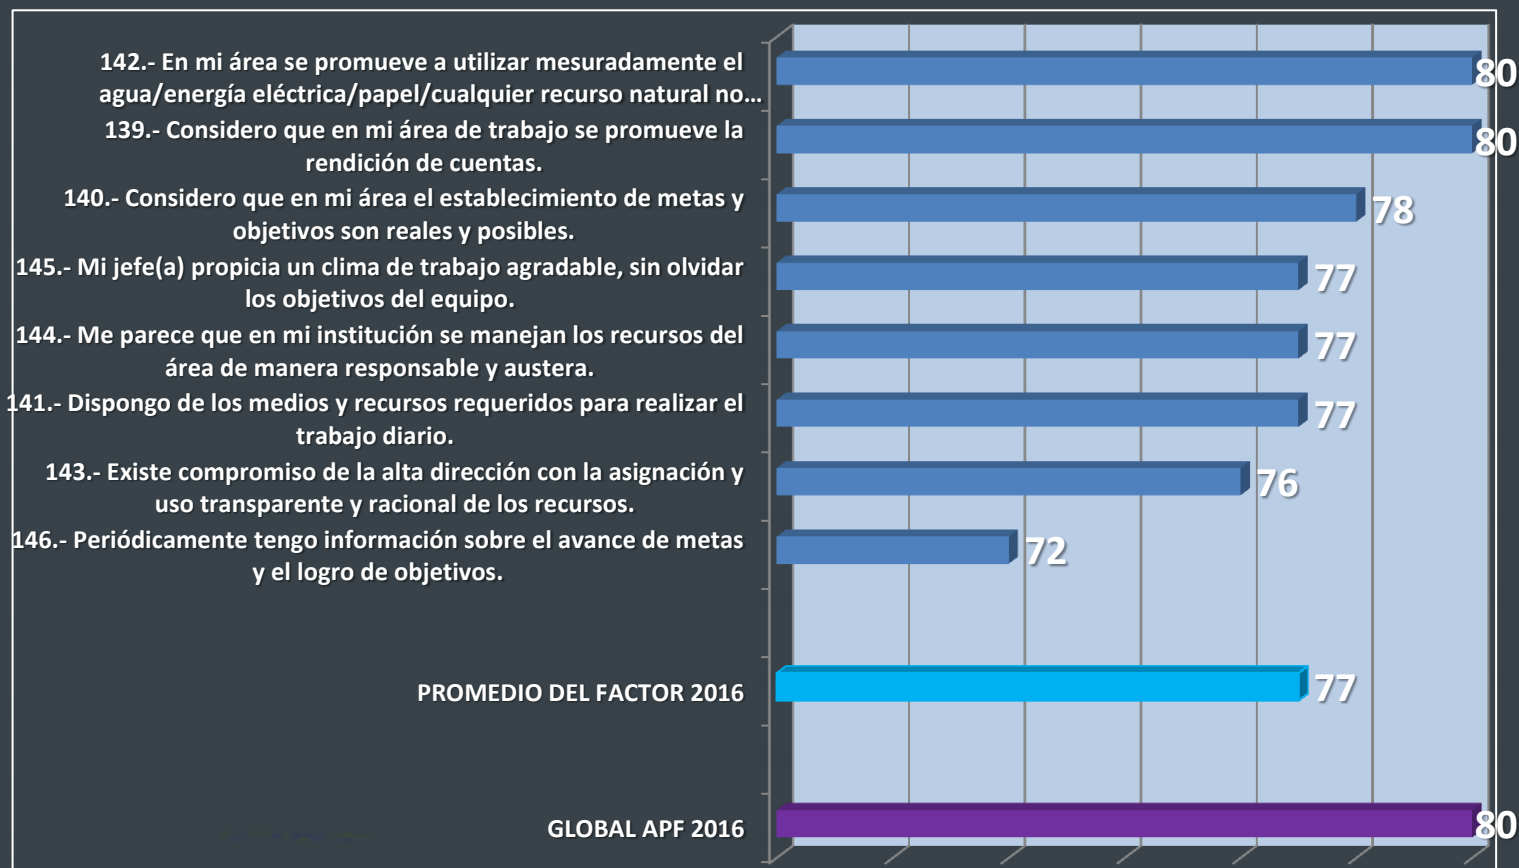 142.- En mi área se promueve a utilizar mesuradamente el
agua/energía eléctrica/papel/cualquier recurso natural no…
80
139.- Considero que en mi área de trabajo se promueve la
rendición de cuentas.
80
140.- Considero que en mi área el establecimiento de metas y
objetivos son reales y posibles.
78
145.- Mi jefe(a) propicia un clima de trabajo agradable, sin olvidar
los objetivos del equipo.
77
144.- Me parece que en mi institución se manejan los recursos del
área de manera responsable y austera.
77
141.- Dispongo de los medios y recursos requeridos para realizar el
trabajo diario.
77
143.- Existe compromiso de la alta dirección con la asignación y
uso transparente y racional de los recursos.
76
146.- Periódicamente tengo información sobre el avance de metas
y el logro de objetivos.
72
PROMEDIO DEL FACTOR 2016
77
GLOBAL APF 2016
80